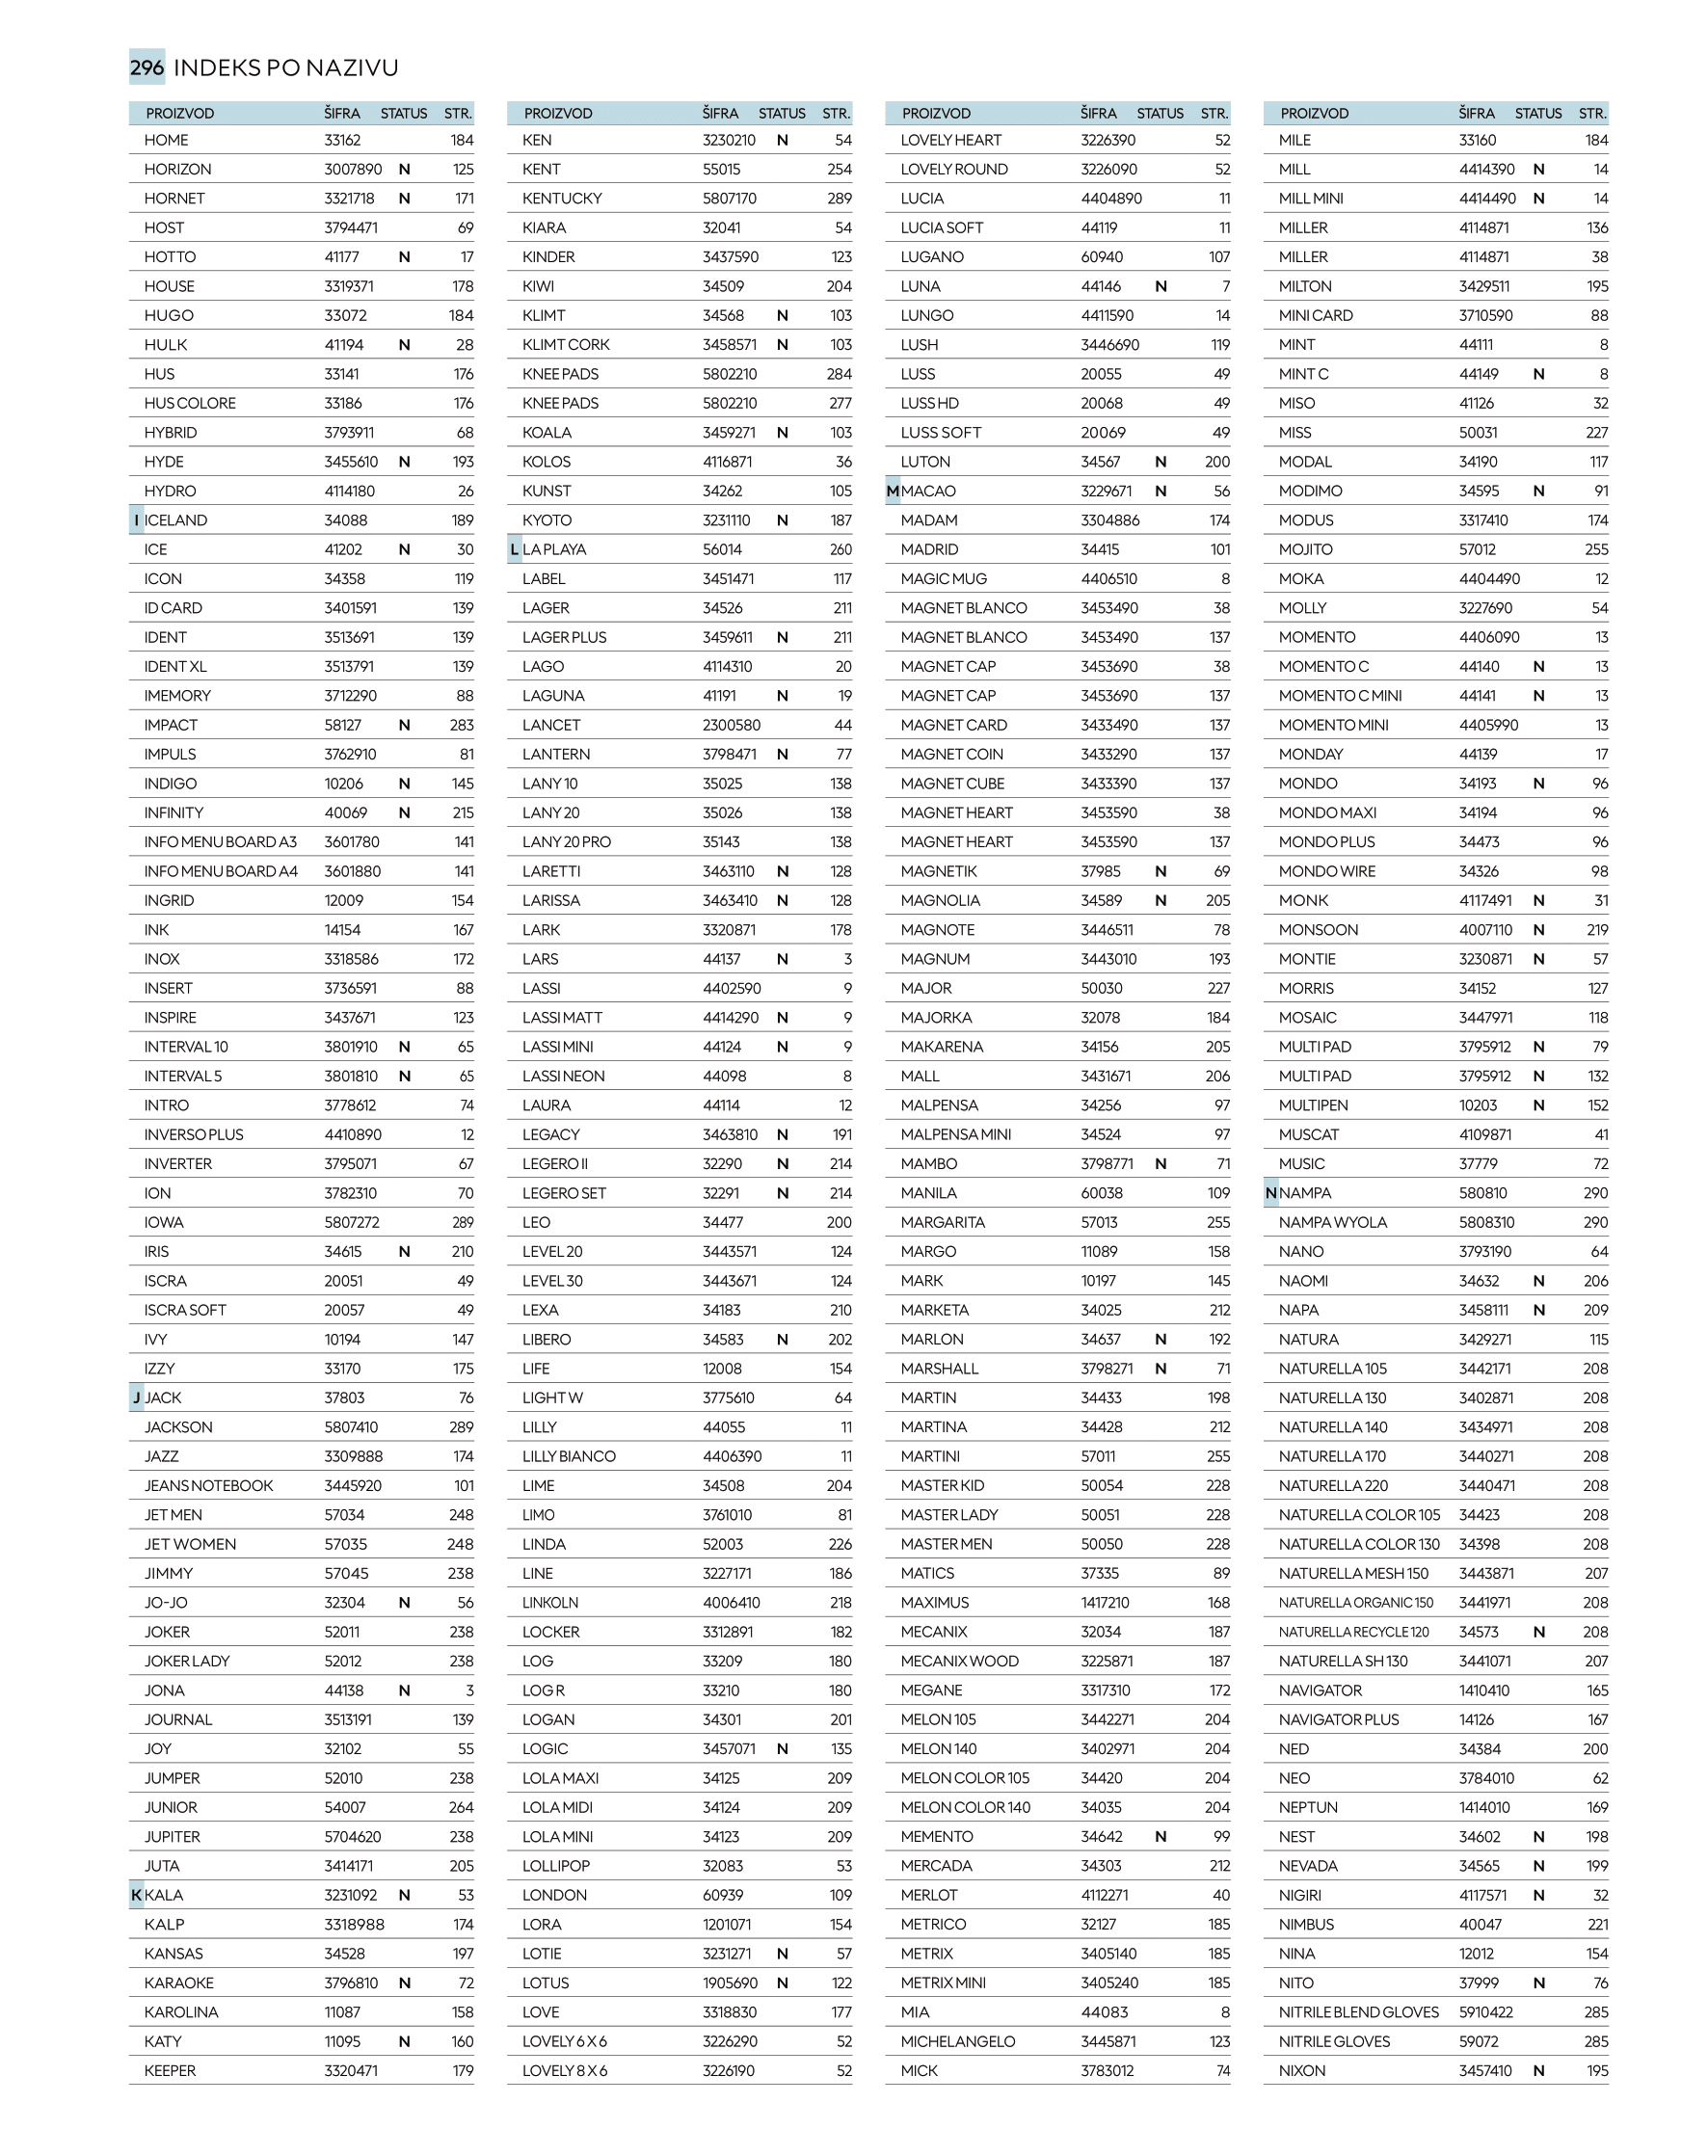 296 INDEKS PO NAZIVU
PROIZVOD ŠIFRA STATUS STR.
HOME 33162 184
HORIZON 3007890 N 125
HORNET 3321718 N 171
HOST 3794471 69
HOTTO 41177 N 17
HOUSE 3319371 178
HUGO 33072 184
HULK 41194 N 28
HUS 33141 176
HUS COLORE 33186 176
HYBRID 3793911 68
HYDE 3455610 N 193
HYDRO 4114180 26
I ICELAND 34088 189
ICE 41202 N 30
ICON 34358 119
ID CARD 3401591 139
IDENT 3513691 139
IDENT XL 3513791 139
IMEMORY 3712290 88
IMPACT 58127 N 283
IMPULS 3762910 81
INDIGO 10206 N 145
INFINITY 40069 N 215
INFO MENU BOARD A3 3601780 141
INFO MENU BOARD A4 3601880 141
INGRID 12009 154
INK 14154 167
INOX 3318586 172
INSERT 3736591 88
INSPIRE 3437671 123
INTERVAL 10 3801910 N 65
INTERVAL 5 3801810 N 65
INTRO 3778612 74
INVERSO PLUS 4410890 12
INVERTER 3795071 67
ION 3782310 70
IOWA 5807272 289
IRIS 34615 N 210
ISCRA 20051 49
ISCRA SOFT 20057 49
IVY 10194 147
IZZY 33170 175
J JACK 37803 76
JACKSON 5807410 289
JAZZ 3309888 174
JEANS NOTEBOOK 3445920 101
JET MEN 57034 248
JET WOMEN 57035 248
JIMMY 57045 238
JO-JO 32304 N 56
JOKER 52011 238
JOKER LADY 52012 238
JONA 44138 N 3
JOURNAL 3513191 139
JOY 32102 55
JUMPER 52010 238
JUNIOR 54007 264
JUPITER 5704620 238
JUTA 3414171 205
K KALA 3231092 N 53
KALP 3318988 174
KANSAS 34528 197
KARAOKE 3796810 N 72
KAROLINA 11087 158
KATY 11095 N 160
KEEPER 3320471 179
PROIZVOD ŠIFRA STATUS STR.
KEN 3230210 N 54
KENT 55015 254
KENTUCKY 5807170 289
KIARA 32041 54
KINDER 3437590 123
KIWI 34509 204
KLIMT 34568 N 103
KLIMT CORK 3458571 N 103
KNEE PADS 5802210 284
KNEE PADS 5802210 277
KOALA 3459271 N 103
KOLOS 4116871 36
KUNST 34262 105
KYOTO 3231110 N 187
L LA PLAYA 56014 260
LABEL 3451471 117
LAGER 34526 211
LAGER PLUS 3459611 N 211
LAGO 4114310 20
LAGUNA 41191 N 19
LANCET 2300580 44
LANTERN 3798471 N 77
LANY 10 35025 138
LANY 20 35026 138
LANY 20 PRO 35143 138
LARETTI 3463110 N 128
LARISSA 3463410 N 128
LARK 3320871 178
LARS 44137 N 3
LASSI 4402590 9
LASSI MATT 4414290 N 9
LASSI MINI 44124 N 9
LASSI NEON 44098 8
LAURA 44114 12
LEGACY 3463810 N 191
LEGERO II 32290 N 214
LEGERO SET 32291 N 214
LEO 34477 200
LEVEL 20 3443571 124
LEVEL 30 3443671 124
LEXA 34183 210
LIBERO 34583 N 202
LIFE 12008 154
LIGHT W 3775610 64
LILLY 44055 11
LILLY BIANCO 4406390 11
LIME 34508 204
LIMO 3761010 81
LINDA 52003 226
LINE 3227171 186
LINKOLN 4006410 218
LOCKER 3312891 182
LOG 33209 180
LOG R 33210 180
LOGAN 34301 201
LOGIC 3457071 N 135
LOLA MAXI 34125 209
LOLA MIDI 34124 209
LOLA MINI 34123 209
LOLLIPOP 32083 53
LONDON 60939 109
LORA 1201071 154
LOTIE 3231271 N 57
LOTUS 1905690 N 122
LOVE 3318830 177
LOVELY 6 X 6 3226290 52
LOVELY 8 X 6 3226190 52
PROIZVOD ŠIFRA STATUS STR.
LOVELY HEART 3226390 52
LOVELY ROUND 3226090 52
LUCIA 4404890 11
LUCIA SOFT 44119 11
LUGANO 60940 107
LUNA 44146 N 7
LUNGO 4411590 14
LUSH 3446690 119
LUSS 20055 49
LUSS HD 20068 49
LUSS SOFT 20069 49
LUTON 34567 N 200
M MACAO 3229671 N 56
MADAM 3304886 174
MADRID 34415 101
MAGIC MUG 4406510 8
MAGNET BLANCO 3453490 38
MAGNET BLANCO 3453490 137
MAGNET CAP 3453690 38
MAGNET CAP 3453690 137
MAGNET CARD 3433490 137
MAGNET COIN 3433290 137
MAGNET CUBE 3433390 137
MAGNET HEART 3453590 38
MAGNET HEART 3453590 137
MAGNETIK 37985 N 69
MAGNOLIA 34589 N 205
MAGNOTE 3446511 78
MAGNUM 3443010 193
MAJOR 50030 227
MAJORKA 32078 184
MAKARENA 34156 205
MALL 3431671 206
MALPENSA 34256 97
MALPENSA MINI 34524 97
MAMBO 3798771 N 71
MANILA 60038 109
MARGARITA 57013 255
MARGO 11089 158
MARK 10197 145
MARKETA 34025 212
MARLON 34637 N 192
MARSHALL 3798271 N 71
MARTIN 34433 198
MARTINA 34428 212
MARTINI 57011 255
MASTER KID 50054 228
MASTER LADY 50051 228
MASTER MEN 50050 228
MATICS 37335 89
MAXIMUS 1417210 168
MECANIX 32034 187
MECANIX WOOD 3225871 187
MEGANE 3317310 172
MELON 105 3442271 204
MELON 140 3402971 204
MELON COLOR 105 34420 204
MELON COLOR 140 34035 204
MEMENTO 34642 N 99
MERCADA 34303 212
MERLOT 4112271 40
METRICO 32127 185
METRIX 3405140 185
METRIX MINI 3405240 185
MIA 44083 8
MICHELANGELO 3445871 123
MICK 3783012 74
PROIZVOD ŠIFRA STATUS STR.
MILE 33160 184
MILL 4414390 N 14
MILL MINI 4414490 N 14
MILLER 4114871 136
MILLER 4114871 38
MILTON 3429511 195
MINI CARD 3710590 88
MINT 44111 8
MINT C 44149 N 8
MISO 41126 32
MISS 50031 227
MODAL 34190 117
MODIMO 34595 N 91
MODUS 3317410 174
MOJITO 57012 255
MOKA 4404490 12
MOLLY 3227690 54
MOMENTO 4406090 13
MOMENTO C 44140 N 13
MOMENTO C MINI 44141 N 13
MOMENTO MINI 4405990 13
MONDAY 44139 17
MONDO 34193 N 96
MONDO MAXI 34194 96
MONDO PLUS 34473 96
MONDO WIRE 34326 98
MONK 4117491 N 31
MONSOON 4007110 N 219
MONTIE 3230871 N 57
MORRIS 34152 127
MOSAIC 3447971 118
MULTI PAD 3795912 N 79
MULTI PAD 3795912 N 132
MULTIPEN 10203 N 152
MUSCAT 4109871 41
MUSIC 37779 72
N NAMPA 580810 290
NAMPA WYOLA 5808310 290
NANO 3793190 64
NAOMI 34632 N 206
NAPA 3458111 N 209
NATURA 3429271 115
NATURELLA 105 3442171 208
NATURELLA 130 3402871 208
NATURELLA 140 3434971 208
NATURELLA 170 3440271 208
NATURELLA 220 3440471 208
NATURELLA COLOR 105 34423 208
NATURELLA COLOR 130 34398 208
NATURELLA MESH 150 3443871 207
NATURELLA ORGANIC 150 3441971 208
NATURELLA RECYCLE 120 34573 N 208
NATURELLA SH 130 3441071 207
NAVIGATOR 1410410 165
NAVIGATOR PLUS 14126 167
NED 34384 200
NEO 3784010 62
NEPTUN 1414010 169
NEST 34602 N 198
NEVADA 34565 N 199
NIGIRI 4117571 N 32
NIMBUS 40047 221
NINA 12012 154
NITO 37999 N 76
NITRILE BLEND GLOVES 5910422 285
NITRILE GLOVES 59072 285
NIXON 3457410 N 195